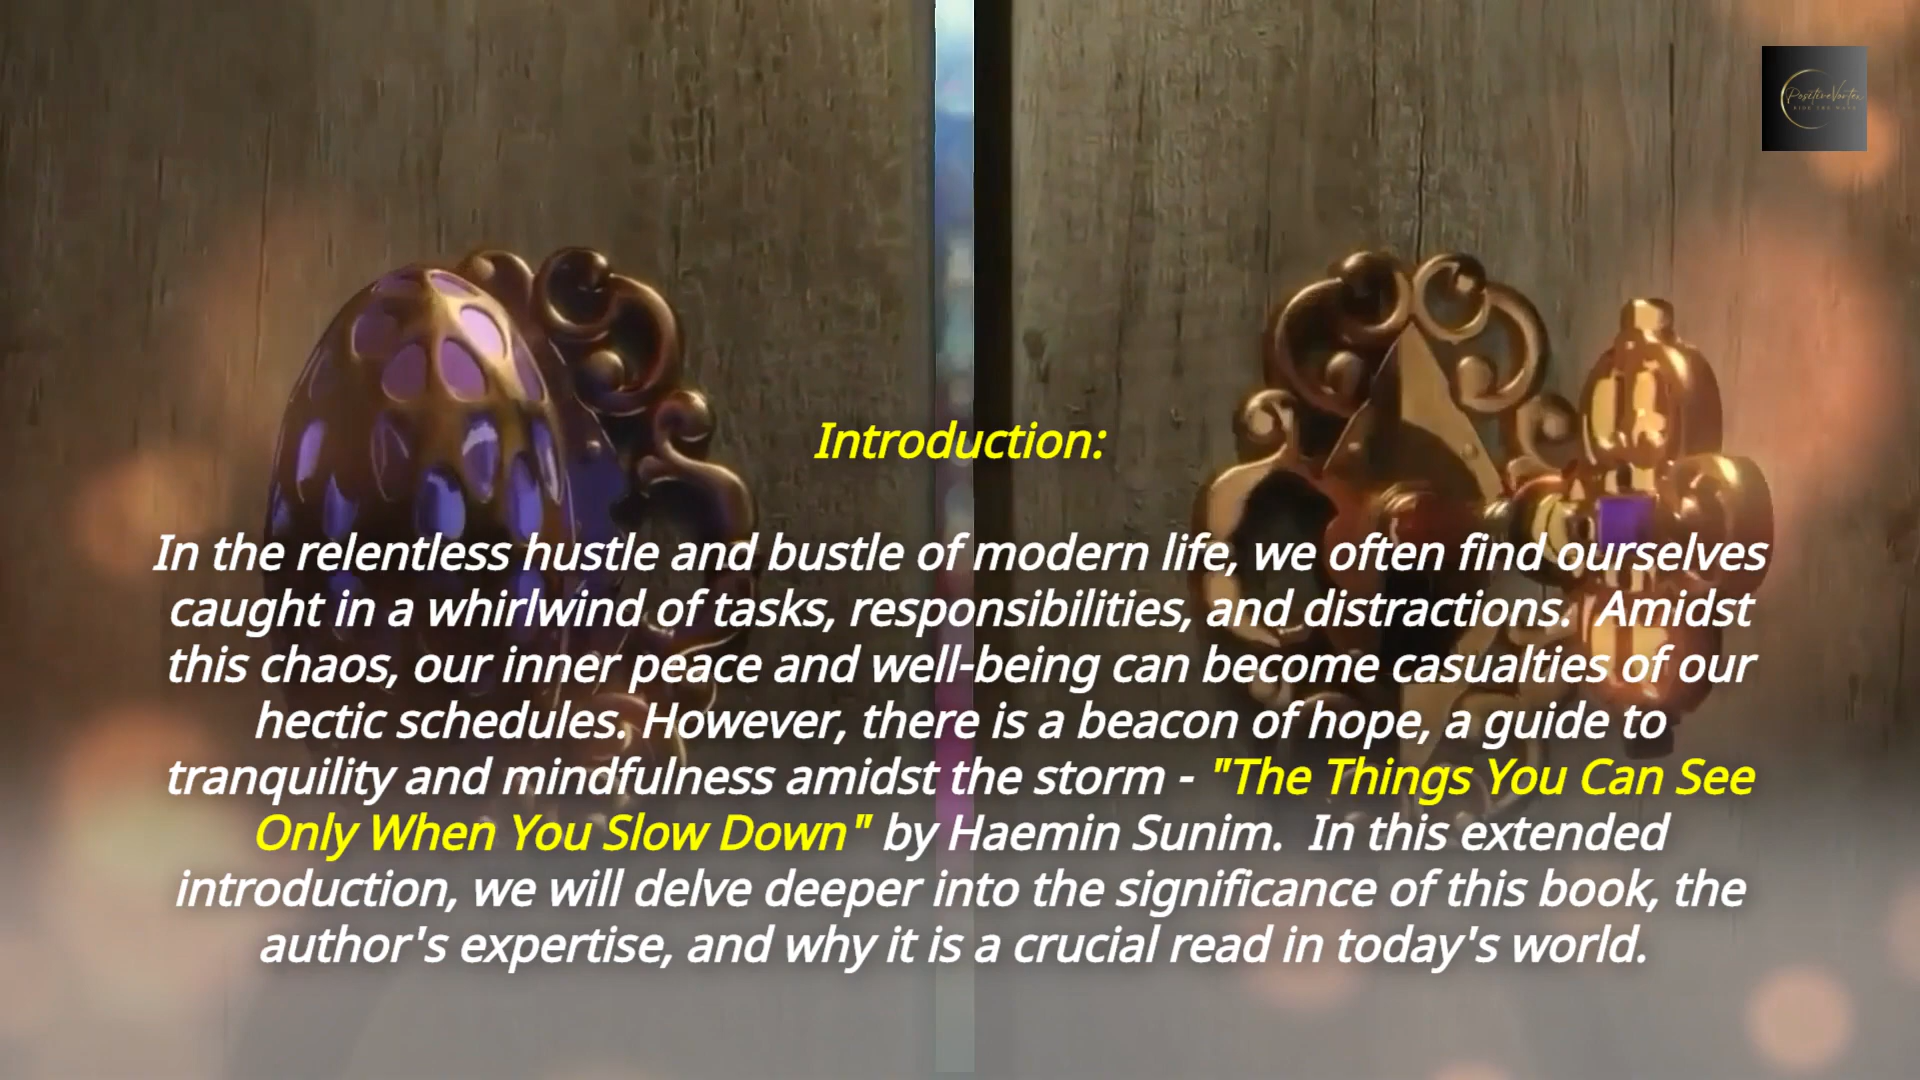 PositiveVortex
Introduction:
In the relentless hustle and bustle of modern life, we often find ourselves
caught in a whirlwind of tasks, responsibilities, and distractions.  Amidst
this chaos, our inner peace and well-being can become casualties of our
hectic schedules. However, there is a beacon of hope, a guide to
tranquility and mindfulness amidst the storm - "The Things You Can See
Only When You Slow Down" by Haemin Sunim.  In this extended
introduction, we will delve deeper into the significance of this book, the
author's expertise, and why it is a crucial read in today's world.